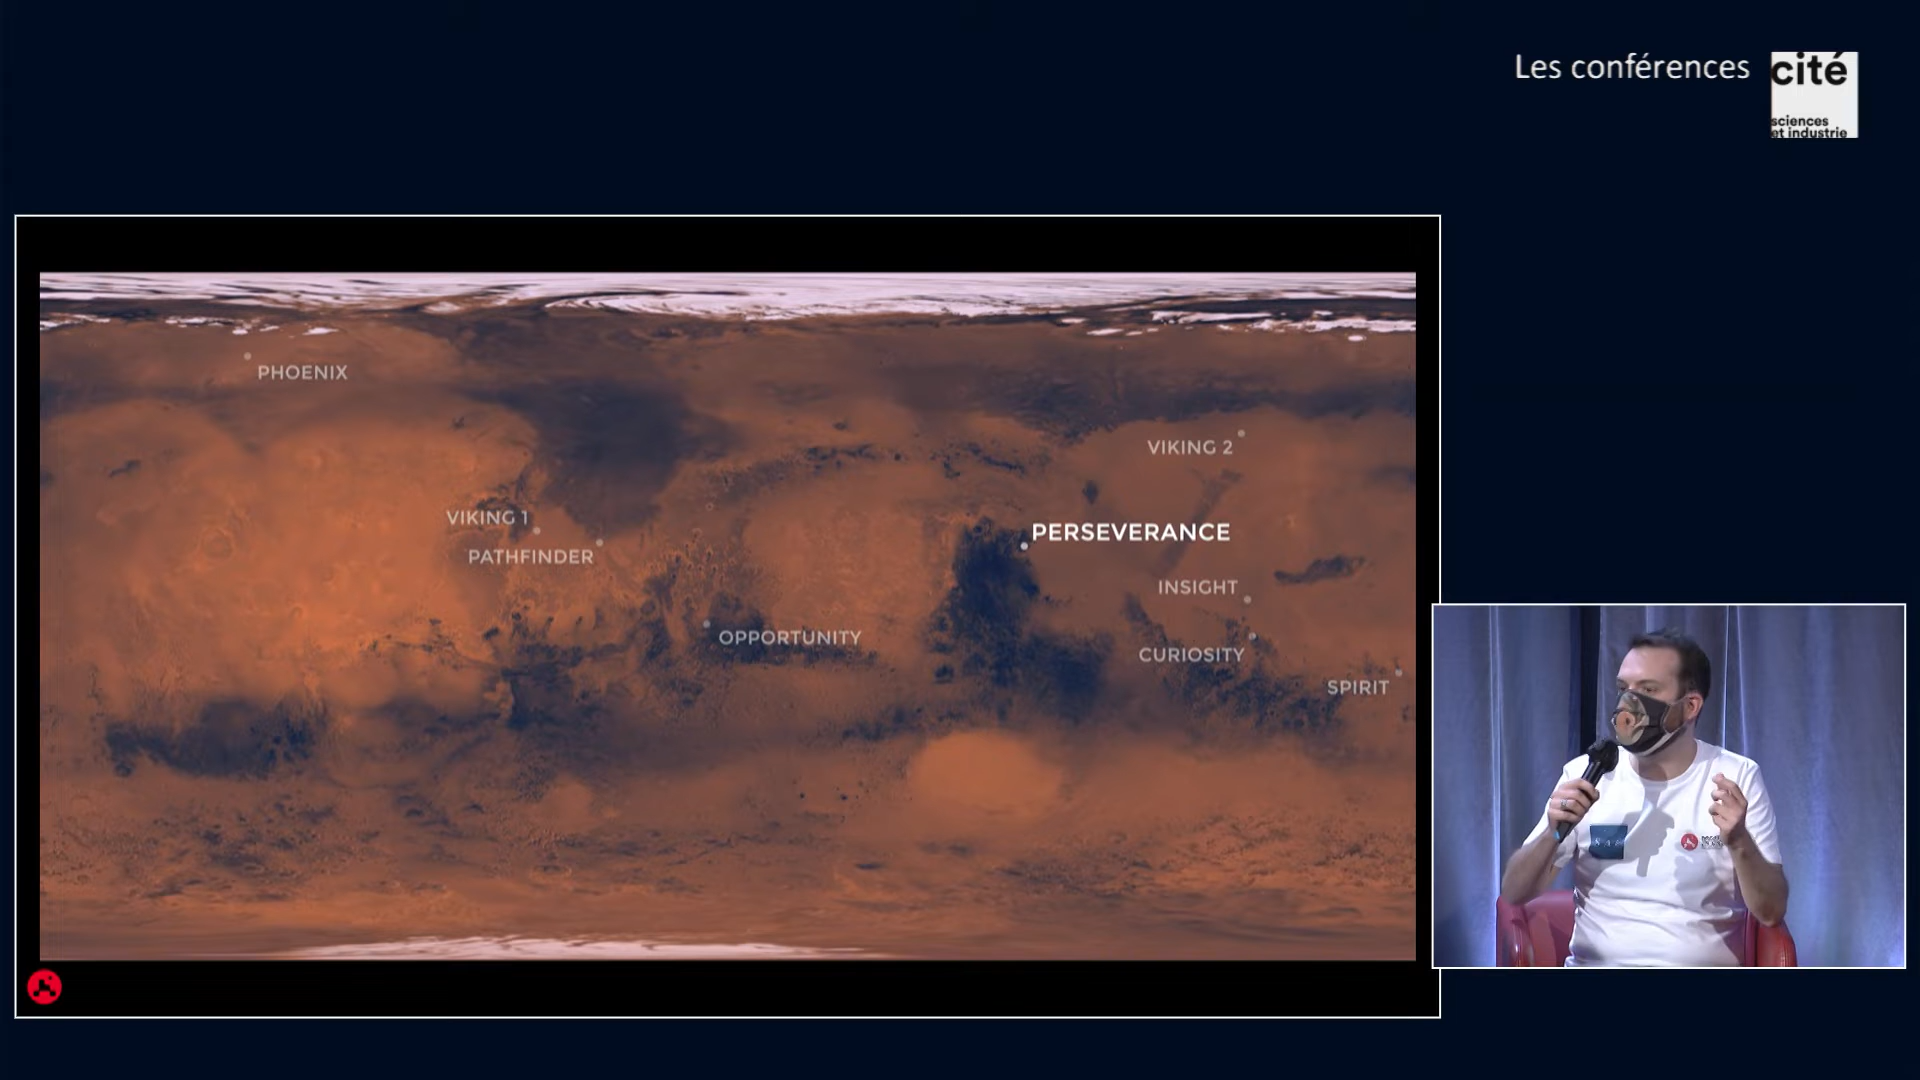 Les conférences
cité
sciences
et industrie
PHOENIX
VIKING 2
VIKING 1
PERSEVERANCE
PATHFINDER
INSIGHT
OPPORTUNITY
CURIOSITY
SPIRIT